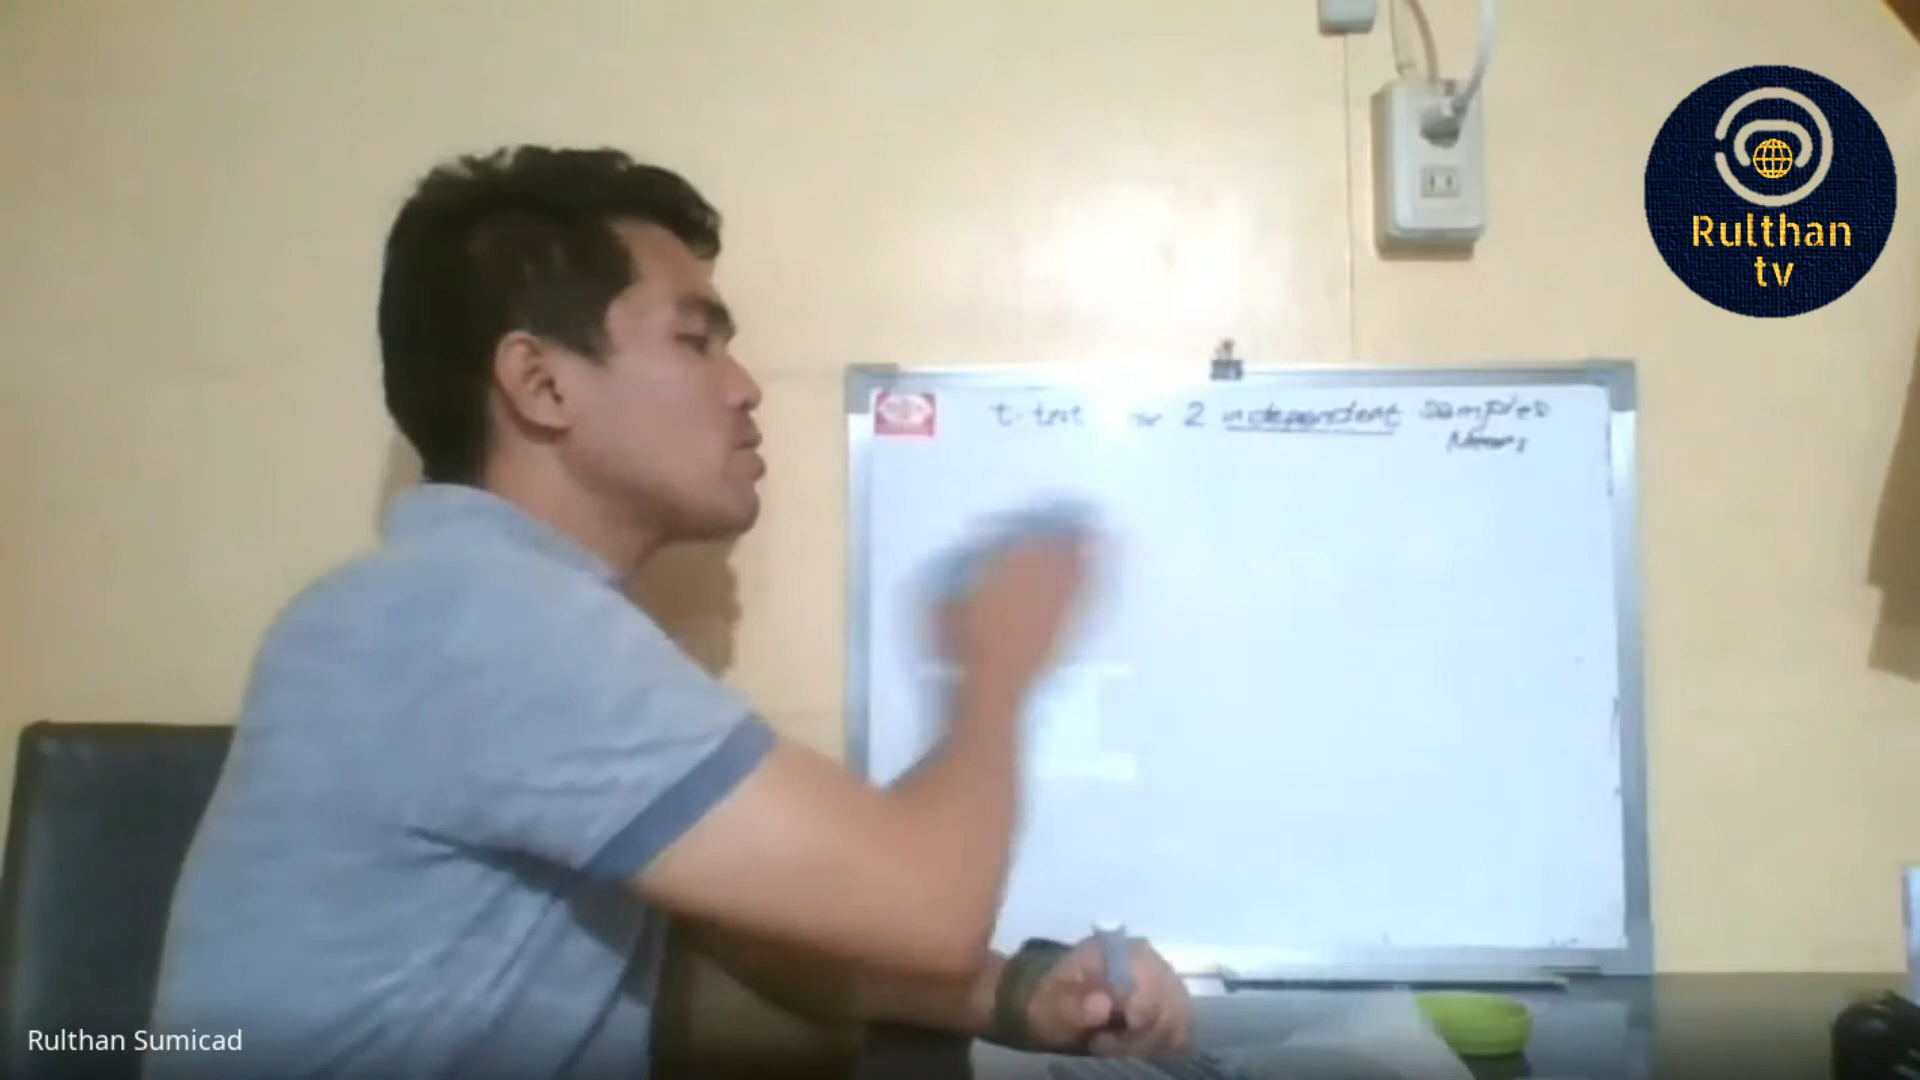 Rulthan
tv
t-test for 2 independent samples
Means
Rulthan Sumicad